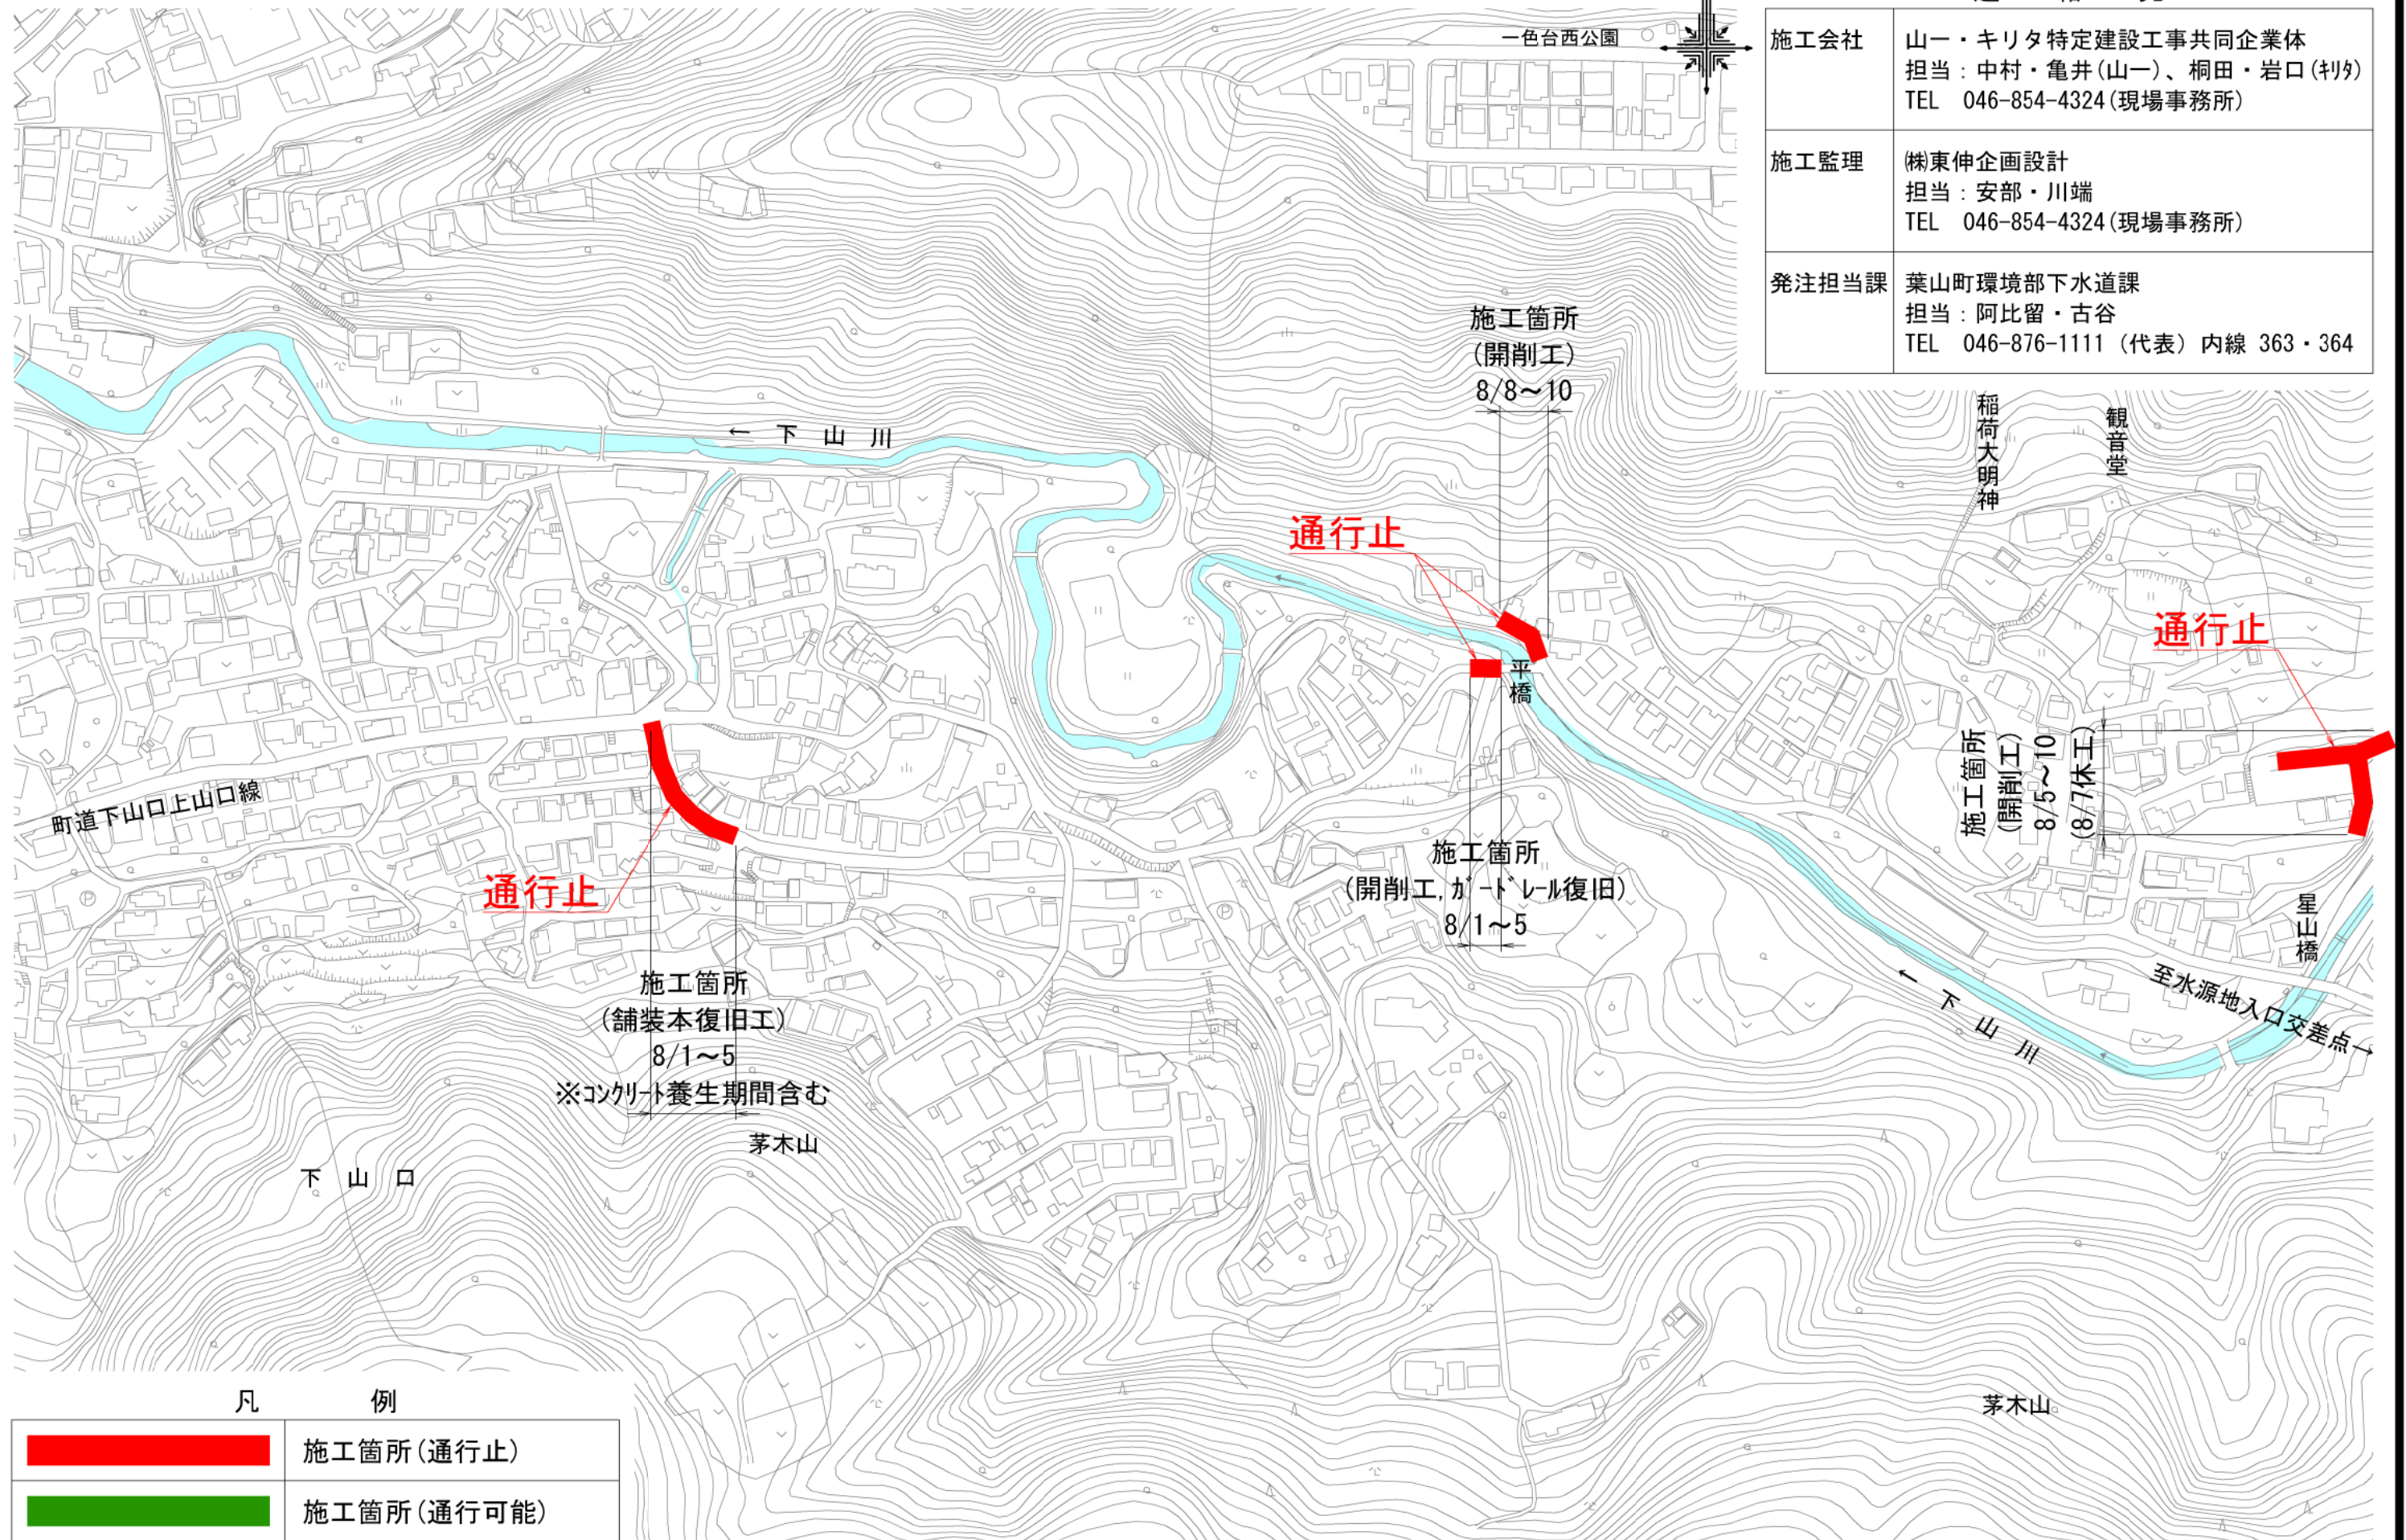 一色台西公園
施工会社
山一・キリタ特定建設工事共同企業体
担当：中村・亀井(山一)、桐田・岩口(ｷﾘﾀ)
TEL　046-854-4324(現場事務所)
施工監理
㈱東伸企画設計
担当：安部・川端
TEL　046-854-4324(現場事務所)
発注担当課
葉山町環境部下水道課
担当：阿比留・古谷
TEL　046-876-1111（代表）内線 363・364
施工箇所
(開削工)
8/8～10
稲荷大明神
観音堂
← 下 山 川
通行止
通行止
平橋
施工箇所
(開削工)
8/5～10
(8/7休工)
町道下山口上山口線
通行止
施工箇所
(開削工,ｶﾞｰﾄﾞﾚｰﾙ復旧)
8/1～5
星山橋
至水源地入口交差点→
← 下 山 川
施工箇所
(舗装本復旧工)
8/1～5
※ｺﾝｸﾘｰﾄ養生期間含む
茅木山
下 山 口
茅木山
凡　例
施工箇所(通行止)
施工箇所(通行可能)